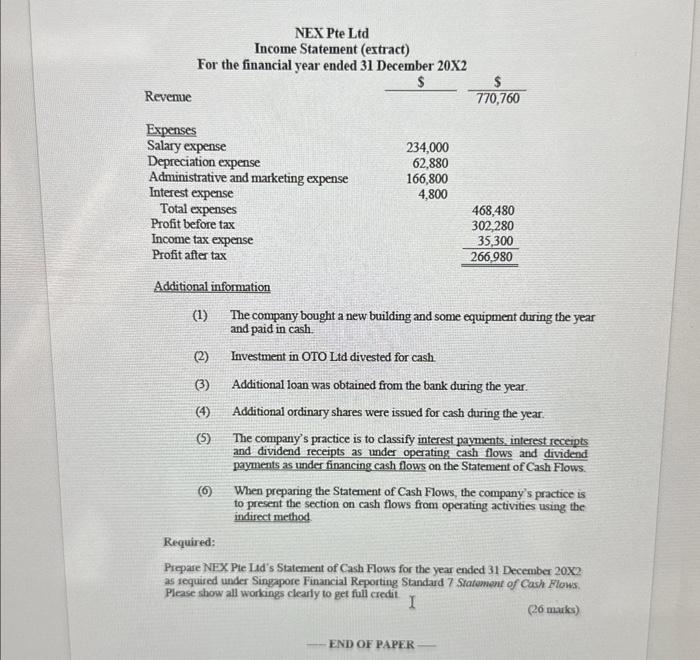 NEX Pte Ltd
Income Statement (extract)
For the financial year ended 31 December 20X2
$ $
Revenue 770,760
Expenses
Salary expense 234,000
Depreciation expense 62,880
Administrative and marketing expense 166,800
Interest expense 4,800
Total expenses 468,480
Profit before tax 302,280
Income tax expense 35,300
Profit after tax 266,980
Additional information
(1) The company bought a new building and some equipment during the year
and paid in cash.
(2) Investment in OTO Ltd divested for cash.
(3) Additional loan was obtained from the bank during the year.
(4) Additional ordinary shares were issued for cash during the year.
(5) The company's practice is to classify interest payments, interest receipts
and dividend receipts as under operating cash flows and dividend
payments as under financing cash flows on the Statement of Cash Flows.
(6) When preparing the Statement of Cash Flows, the company's practice is
to present the section on cash flows from operating activities using the
indirect method.
Required:
Prepare NEX Pte Ltd's Statement of Cash Flows for the year ended 31 December 20X2
as required under Singapore Financial Reporting Standard 7 Statement of Cash Flows.
Please show all workings clearly to get full credit.
(26 marks)
— END OF PAPER —